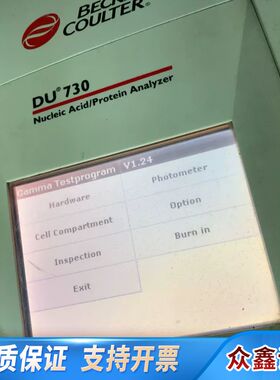 BECK
COULTER®
DU® 730
Nucleic Acid/Protein Analyzer
Gamma Testprogram V1.24
Hardware
Photometer
Cell Compartment
Option
Inspection
Burn in
Exit
质保证 支持开票
众鑫